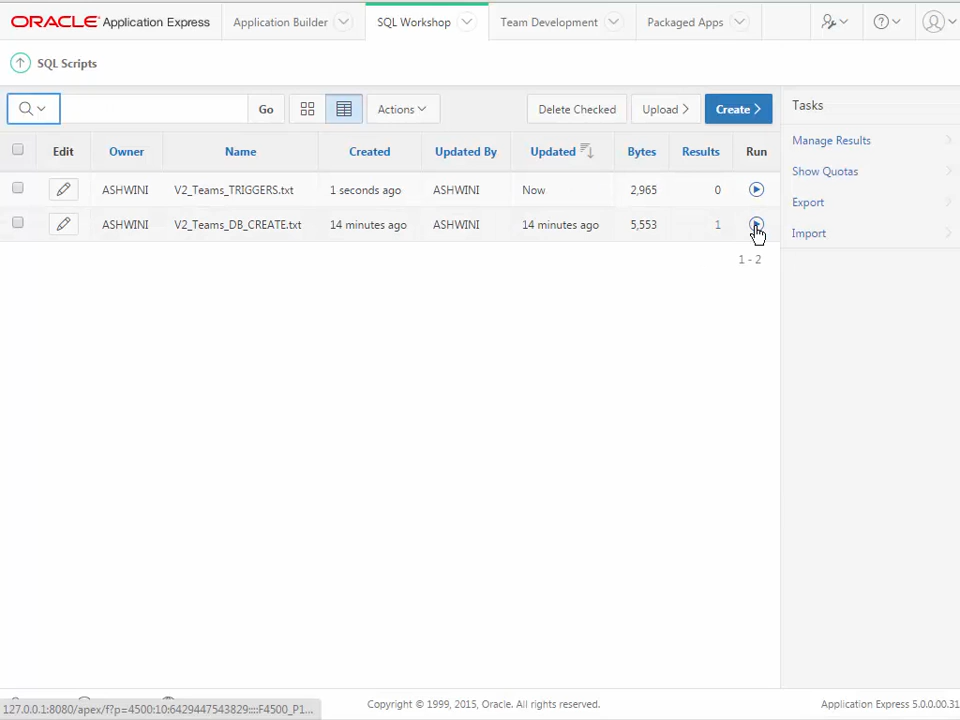 ORACLE Application Express
Application Builder
SQL Workshop
Team Development
Packaged Apps
SQL Scripts
Go
Actions
Delete Checked
Upload
Create
Tasks
Edit Owner Name Created Updated By Updated Bytes Results Run
ASHWINI V2_Teams_TRIGGERS.txt 1 seconds ago ASHWINI Now 2,965 0
ASHWINI V2_Teams_DB_CREATE.txt 14 minutes ago ASHWINI 14 minutes ago 5,553 1
1 - 2
Manage Results
Show Quotas
Export
Import
127.0.0.1:8080/apex/f?p=4500:10:6429447543829::::F4500_P1...
Copyright © 1999, 2015, Oracle. All rights reserved.
Application Express 5.0.0.00.31